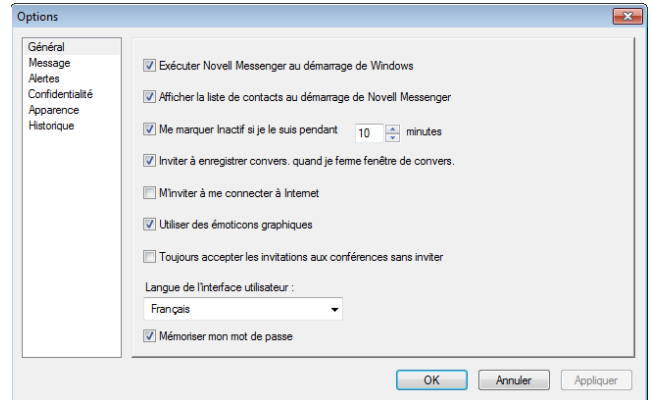 Options
Général
Message
Alertes
Confidentialité
Apparence
Historique
Exécuter Novell Messenger au démarrage de Windows
Afficher la liste de contacts au démarrage de Novell Messenger
Me marquer Inactif si je le suis pendant 10 minutes
Inviter à enregistrer convers. quand je ferme fenêtre de convers.
M'inviter à me connecter à Internet
Utiliser des émoticons graphiques
Toujours accepter les invitations aux conférences sans inviter
Langue de l'interface utilisateur :
Français
Mémoriser mon mot de passe
OK Annuler Appliquer